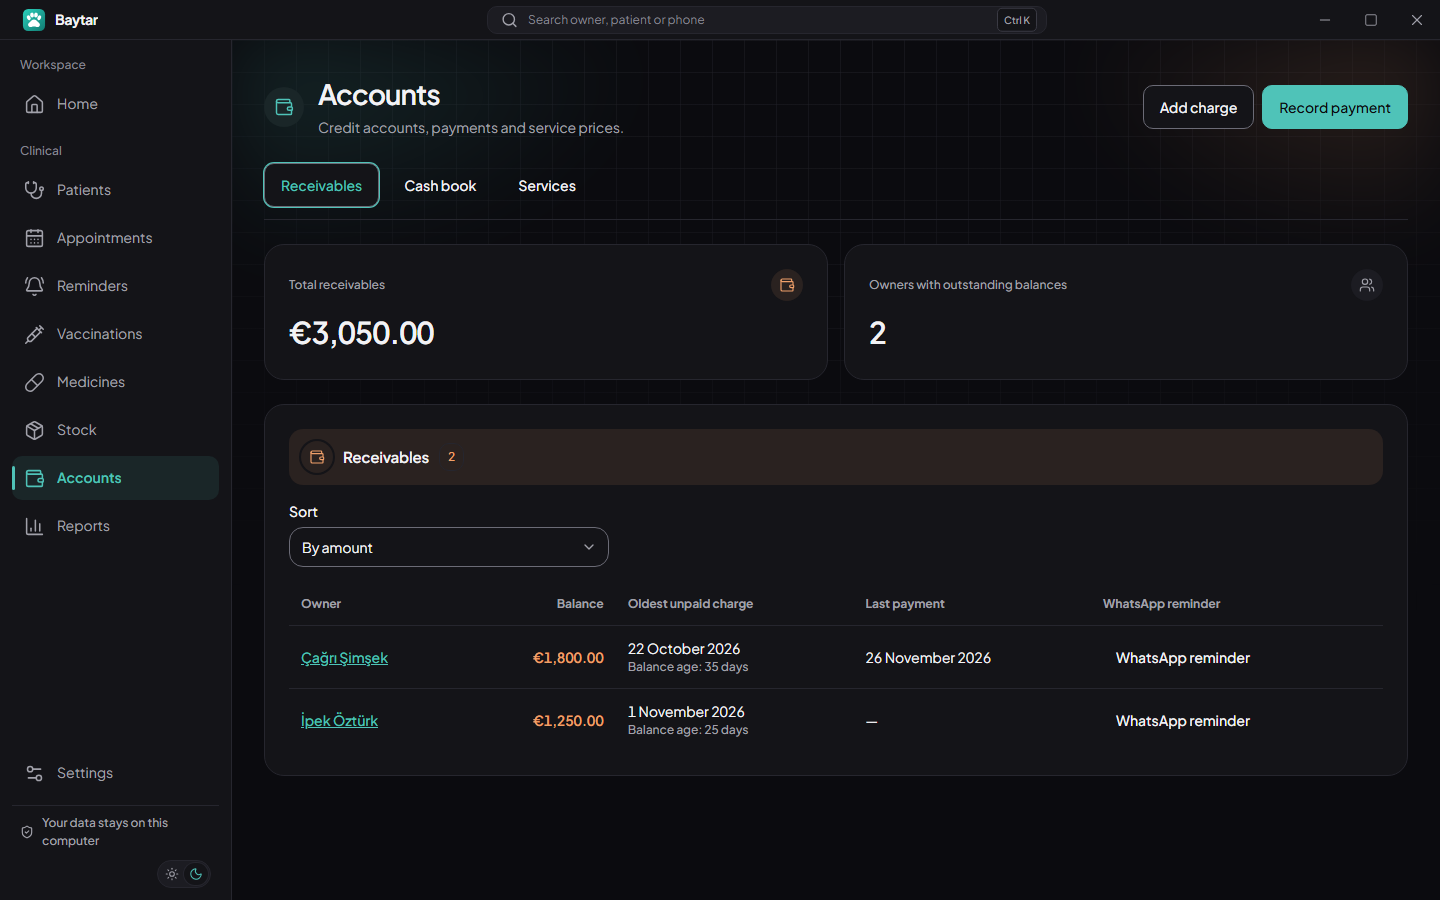 Baytar
Search owner, patient or phone
Ctrl K
Workspace
Home
Clinical
Patients
Appointments
Reminders
Vaccinations
Medicines
Stock
Accounts
Reports
Settings
Your data stays on this
computer
Accounts
Credit accounts, payments and service prices.
Add charge
Record payment
Receivables
Cash book
Services
Total receivables
€3,050.00
Owners with outstanding balances
2
Receivables 2
Sort
By amount
Owner Balance Oldest unpaid charge Last payment WhatsApp reminder
Çağrı Şimşek €1,800.00 22 October 2026 26 November 2026 WhatsApp reminder
Balance age: 35 days
İpek Öztürk €1,250.00 1 November 2026 — WhatsApp reminder
Balance age: 25 days